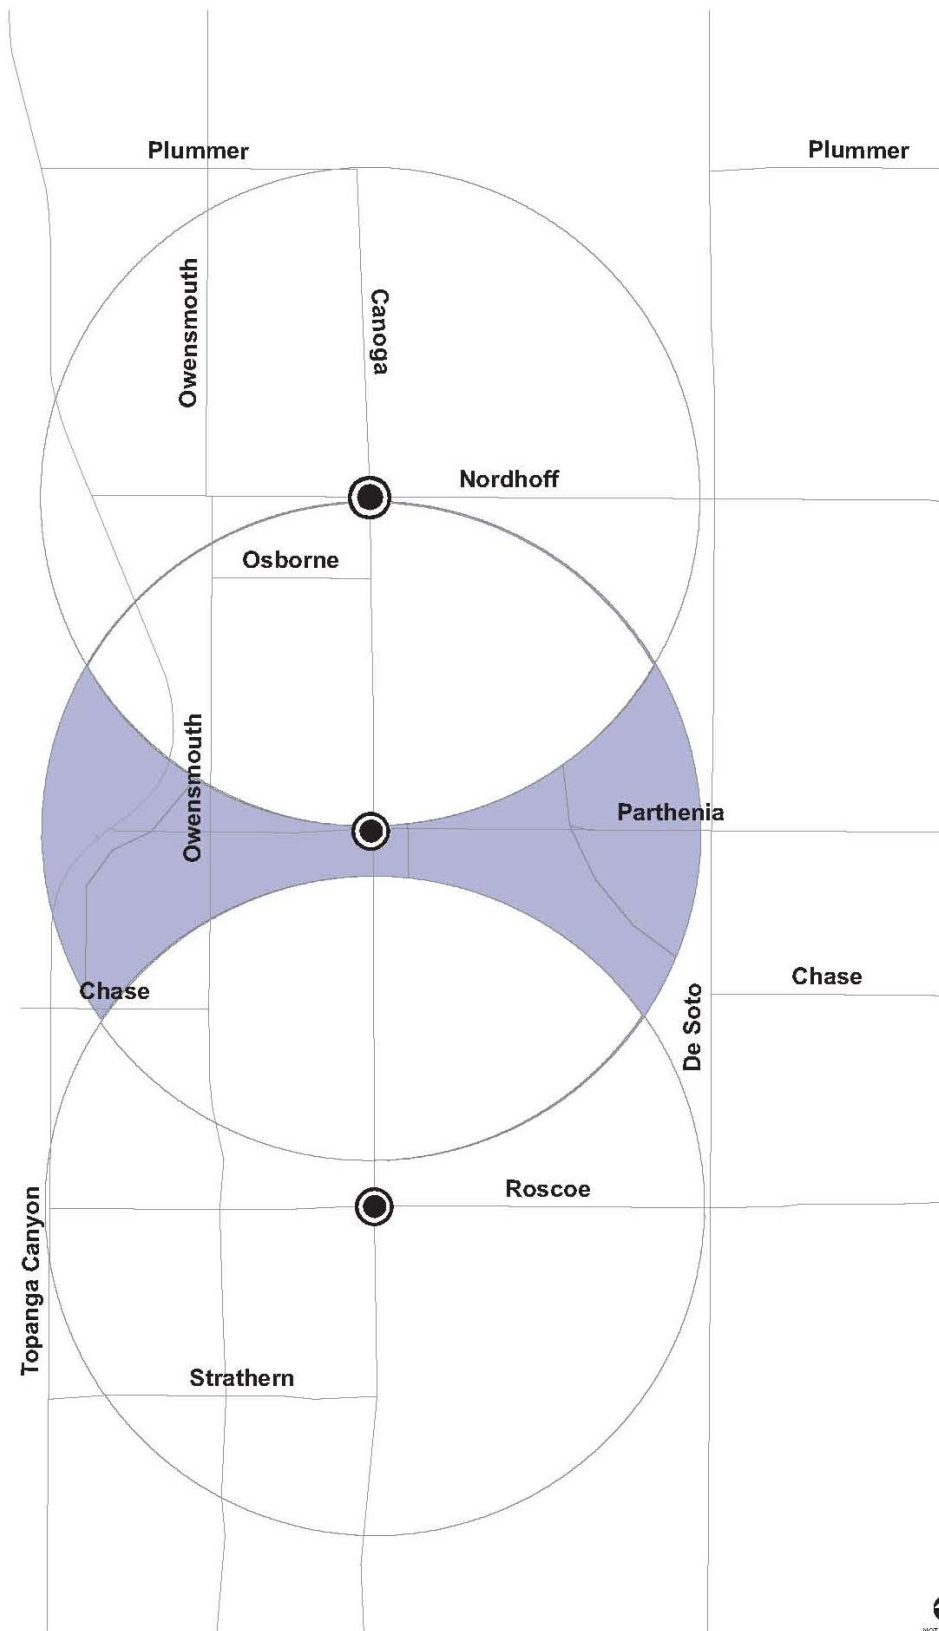 Plummer
Plummer
Owensmouth
Canoga
Nordhoff
Osborne
Owensmouth
Parthenia
Chase
De Soto
Chase
Topanga Canyon
Roscoe
Strathern